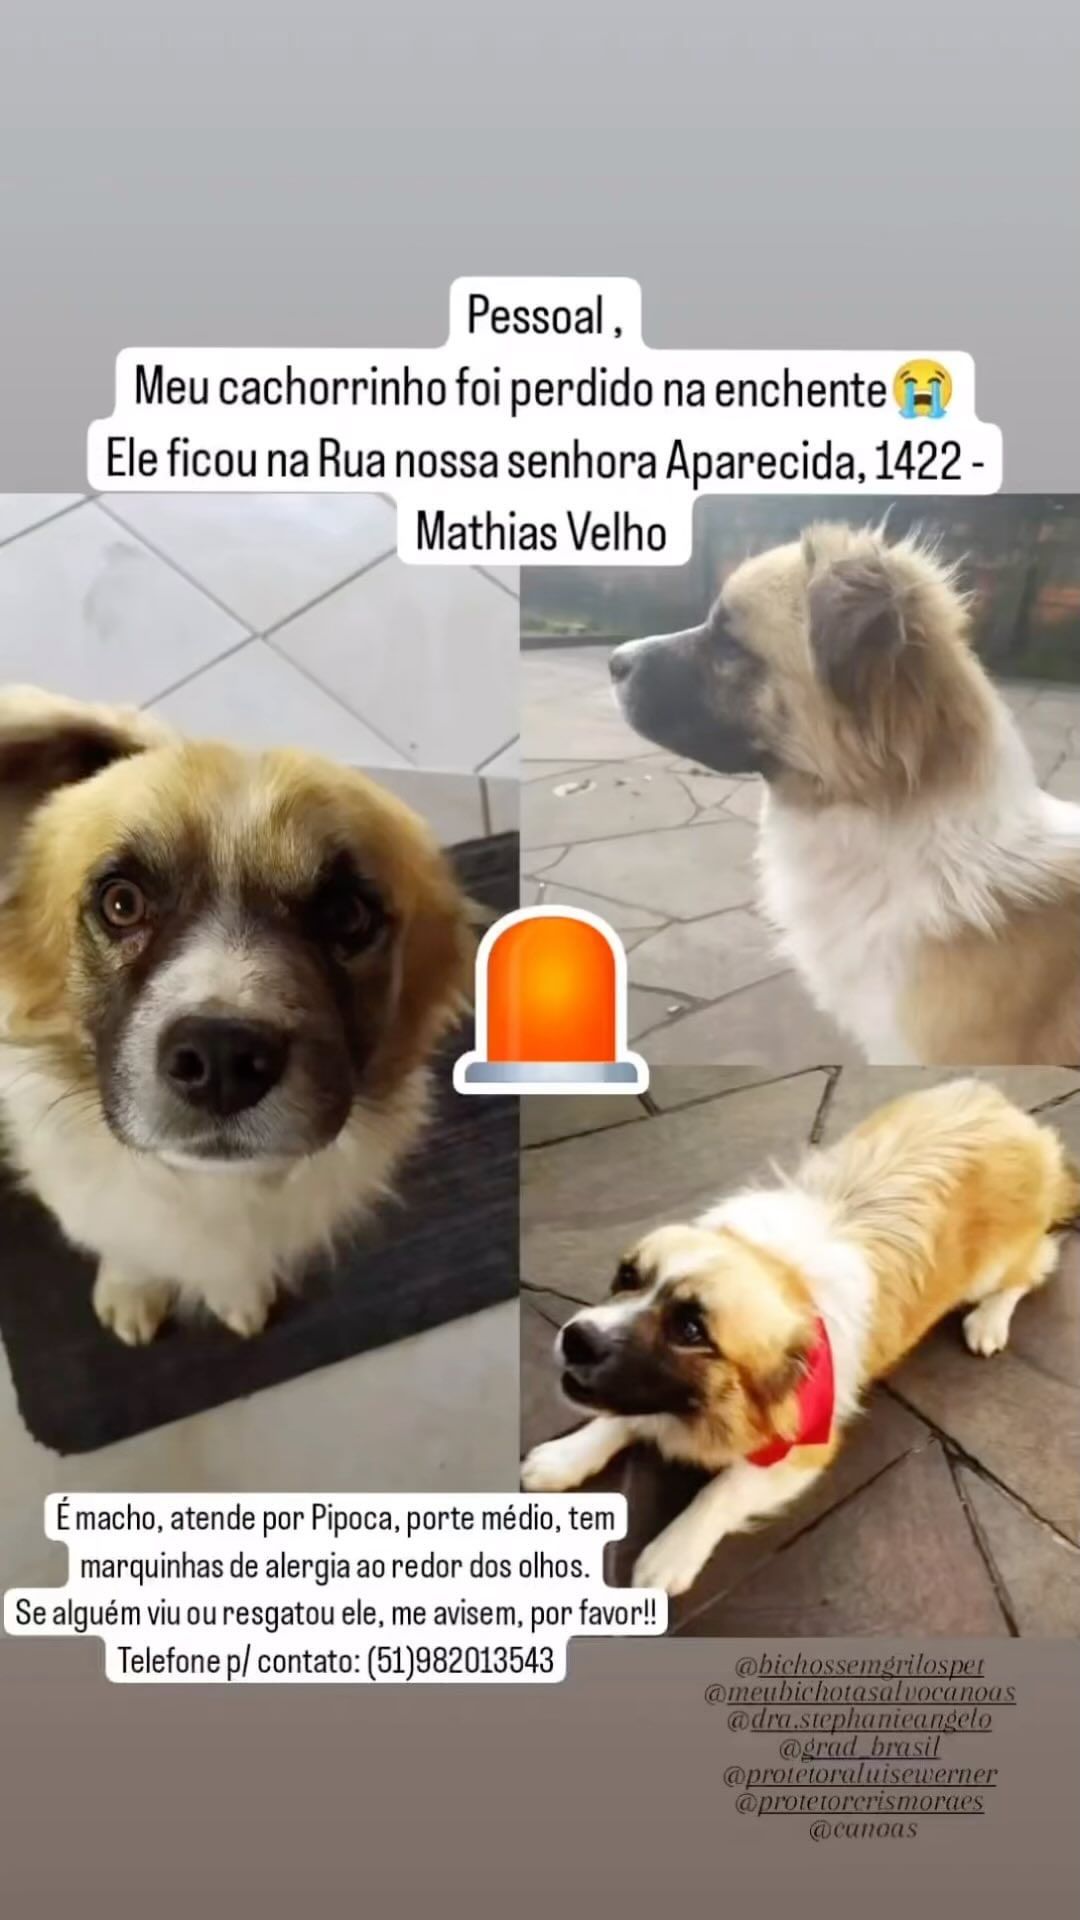 Pessoal ,
Meu cachorrinho foi perdido na enchente😭
Ele ficou na Rua nossa senhora Aparecida, 1422 -
Mathias Velho
É macho, atende por Pipoca, porte médio, tem
marquinhas de alergia ao redor dos olhos.
Se alguém viu ou resgatou ele, me avisem, por favor!!
Telefone p/ contato: (51)982013543
@bichossemgrilospet
@meubichotasalvocanoas
@dra.stephanieangelo
@grad_brasil
@protetoraluisewerner
@protetorcrismoraes
@canoas